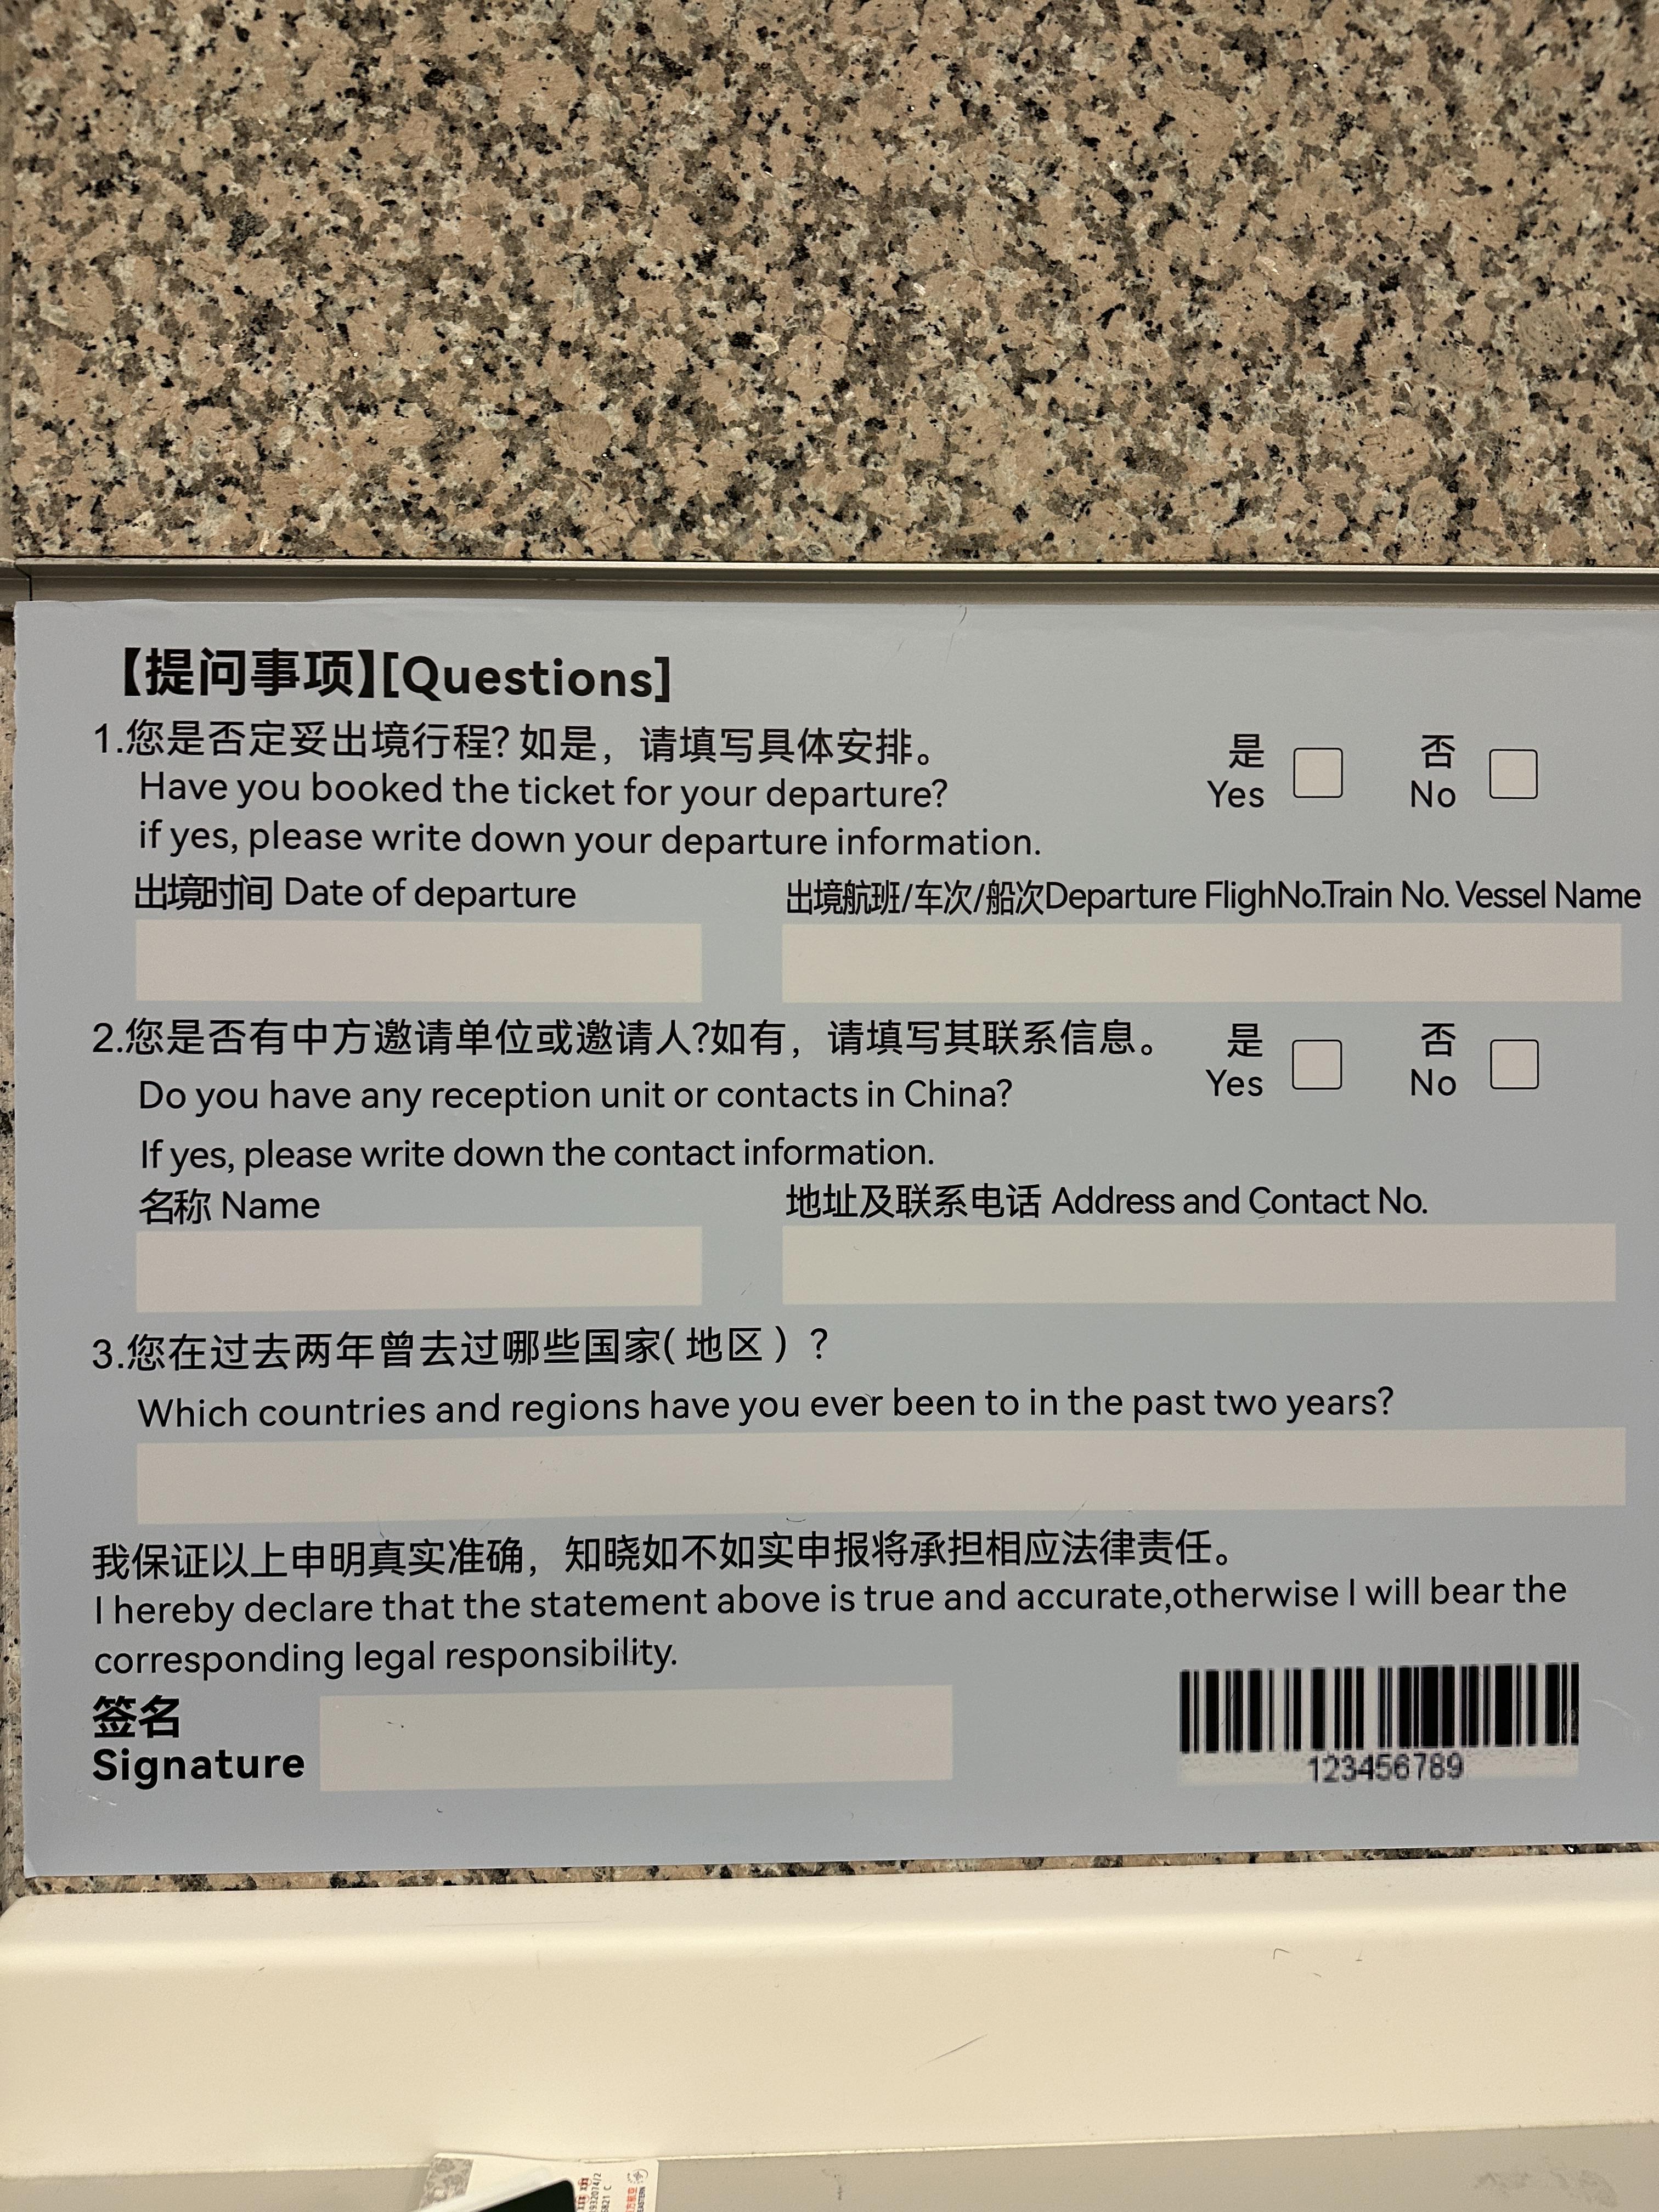 【提问事项】[Questions]
1.您是否定妥出境行程?如是，请填写具体安排。
是 否
Have you booked the ticket for your departure?
Yes No
if yes, please write down your departure information.
出境时间 Date of departure
出境航班/车次/船次Departure FlighNo.Train No. Vessel Name
2.您是否有中方邀请单位或邀请人?如有，请填写其联系信息。
是 否
Do you have any reception unit or contacts in China?
Yes No
If yes, please write down the contact information.
名称 Name
地址及联系电话 Address and Contact No.
3.您在过去两年曾去过哪些国家(地区）?
Which countries and regions have you ever been to in the past two years?
我保证以上申明真实准确，知晓如不如实申报将承担相应法律责任。
I hereby declare that the statement above is true and accurate,otherwise I will bear the
corresponding legal responsibility.
签名
Signature
123456789